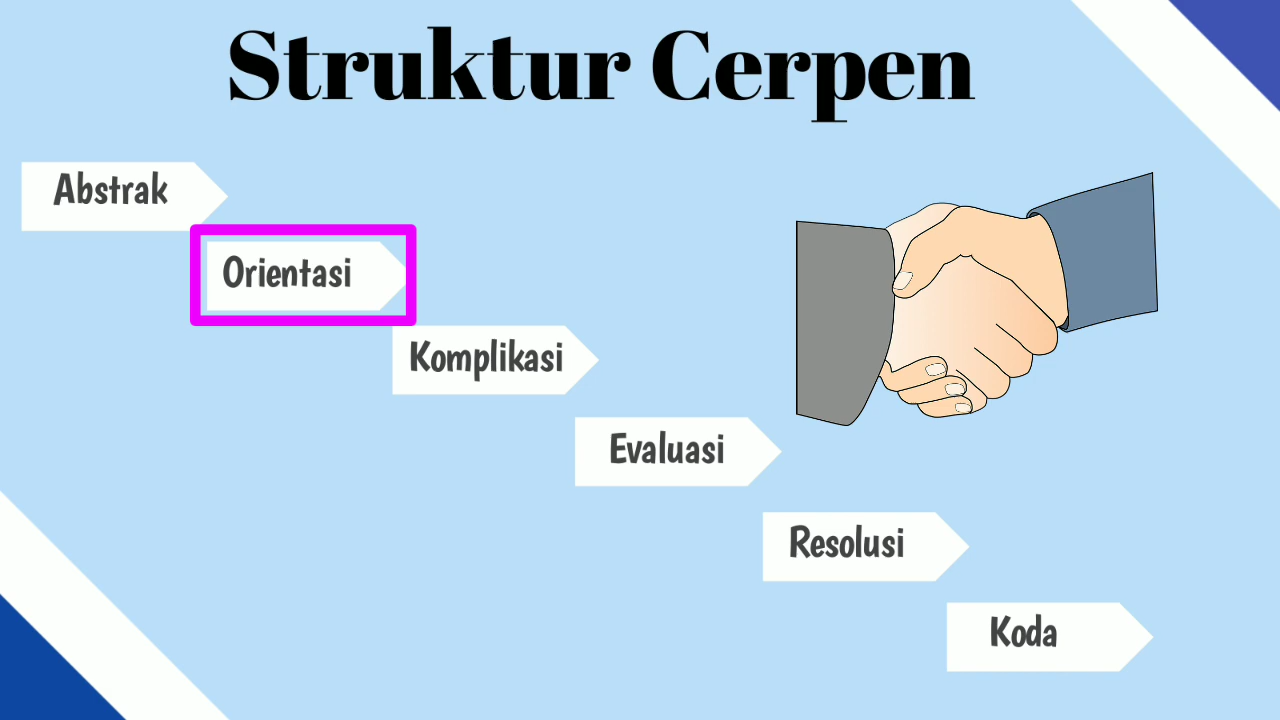 Struktur Cerpen
Abstrak
Orientasi
Komplikasi
Evaluasi
Resolusi
Koda